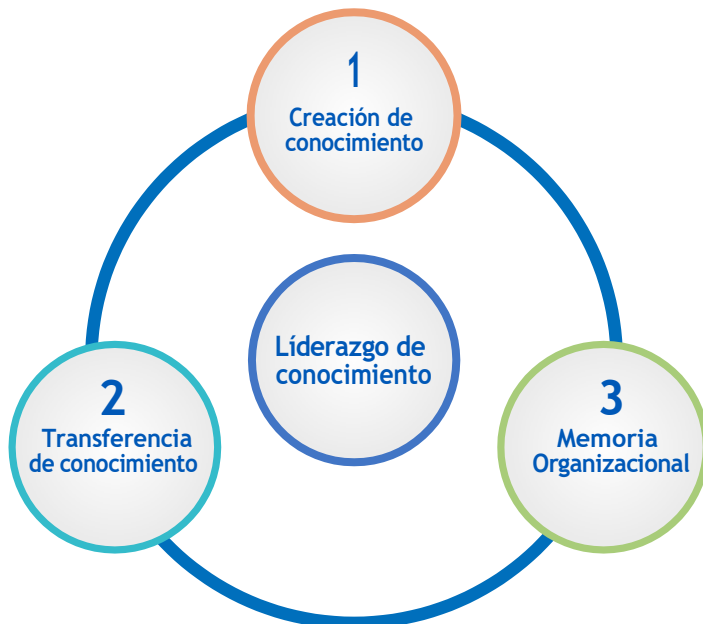 1
Creación de
conocimiento
Líderazgo de
conocimiento
2
Transferencia
de conocimiento
3
Memoria
Organizacional